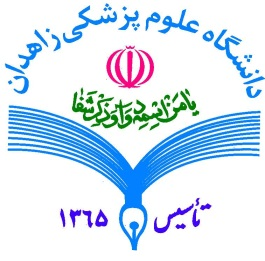 دانشگاه علوم پزشکی زاهدان
یا من اسمه دواء و ذکره شفاء
تأسیس ۱۳۶۵